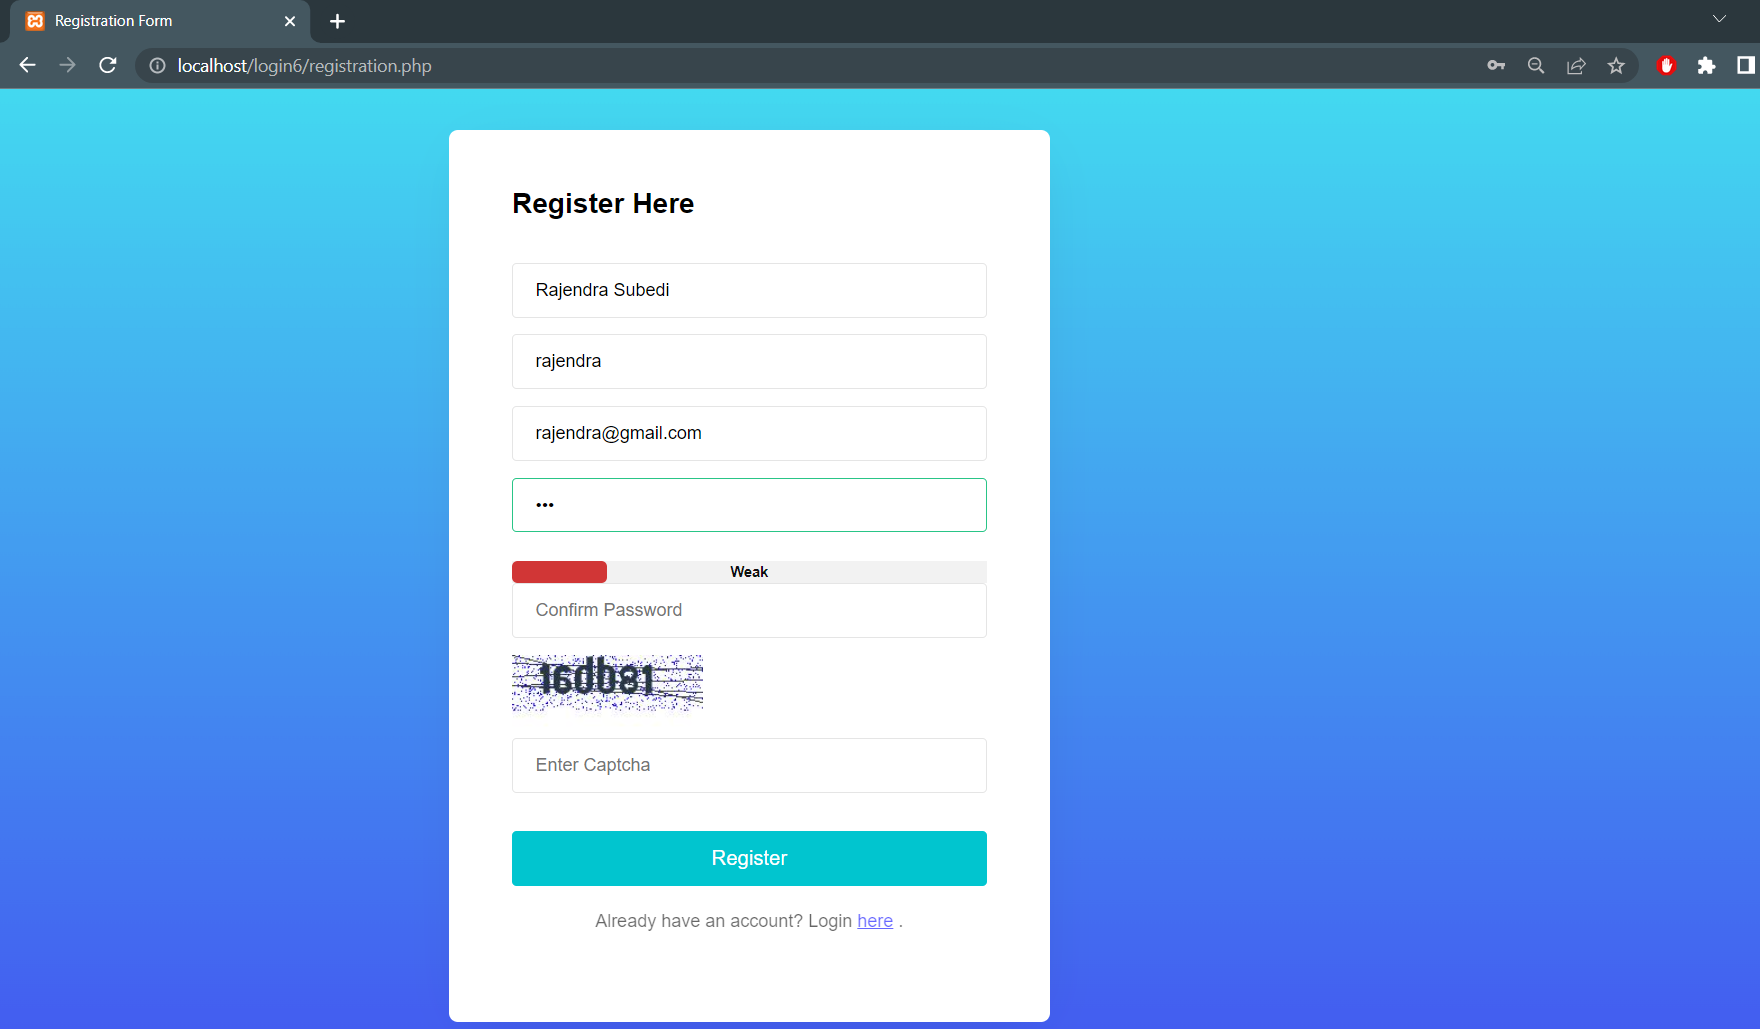 Registration Form
localhost/login6/registration.php
Register Here
Rajendra Subedi
rajendra
rajendra@gmail.com
•••
Weak
Confirm Password
16db81
Enter Captcha
Register
Already have an account? Login here .